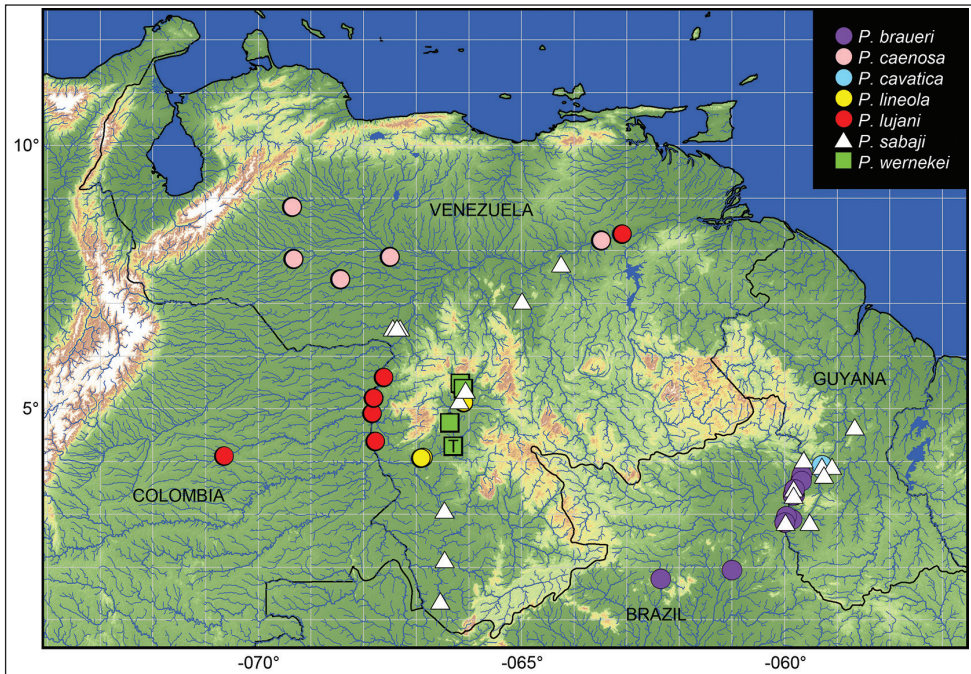 P. braueri
P. caenosa
P. cavatica
P. lineola
P. lujani
P. sabaji
P. wernekei
10°
VENEZUELA
GUYANA
5°
T
COLOMBIA
BRAZIL
-070° -065° -060°